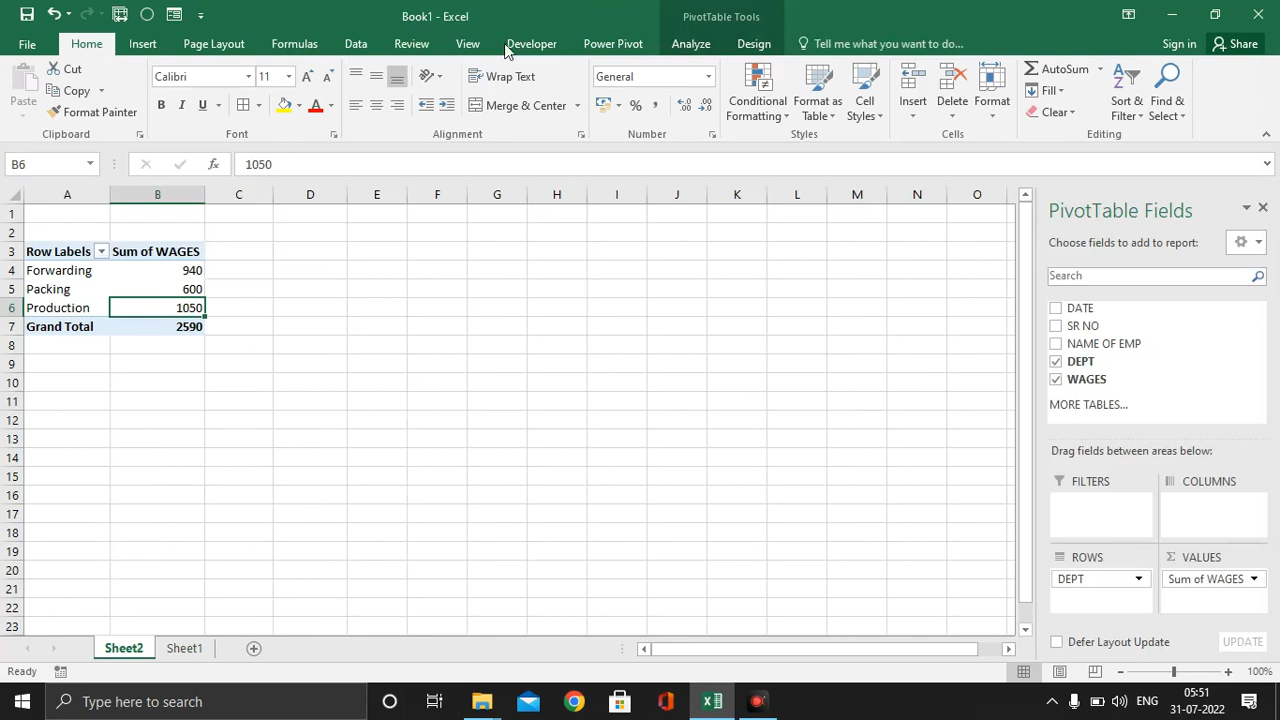 Book1 - Excel
PivotTable Tools
Sign in
Share
File
Home
Insert
Page Layout
Formulas
Data
Review
View
Developer
Power Pivot
Analyze
Design
Tell me what you want to do...
Paste
Cut
Copy
Format Painter
Clipboard
Calibri
11
B I U
Font
Wrap Text
Merge & Center
Alignment
General
Number
Conditional Formatting
Format as Table
Cell Styles
Styles
Insert
Delete
Format
Cells
AutoSum
Fill
Clear
Sort & Filter
Find & Select
Editing
B6
fx
1050
A B C D E F G H I J K L M N O
1
2
3 Row Labels Sum of WAGES
4 Forwarding 940
5 Packing 600
6 Production 1050
7 Grand Total 2590
8
9
10
11
12
13
14
15
16
17
18
19
20
21
22
23
PivotTable Fields
Choose fields to add to report:
Search
DATE
SR NO
NAME OF EMP
DEPT
WAGES
MORE TABLES...
Drag fields between areas below:
FILTERS
COLUMNS
ROWS
VALUES
DEPT
Sum of WAGES
Defer Layout Update
UPDATE
Sheet2
Sheet1
Ready
100%
Type here to search
ENG
05:51
31-07-2022